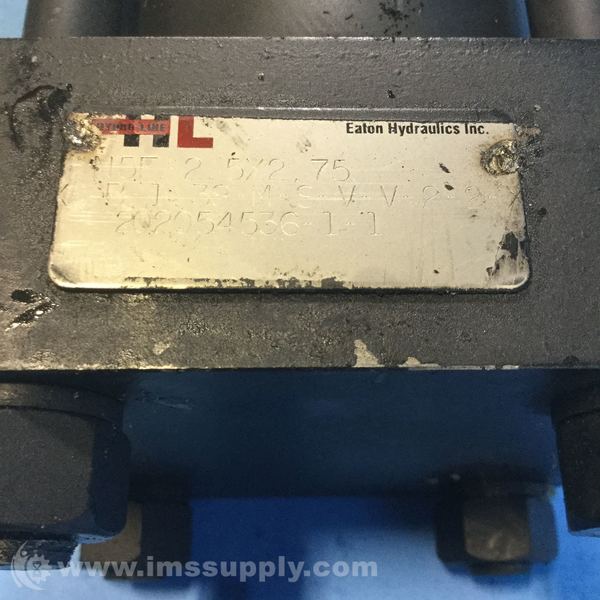 HYDRO-LINE HL
Eaton Hydraulics Inc.
N5F 2.5X2.75
202054536-1-1
www.imssupply.com